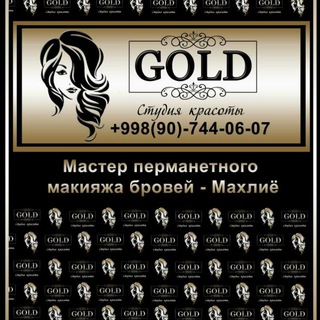 GOLD
Студия красоты
+998(90)-744-06-07
Мастер перманетного
макияжа бровей - Махлиё